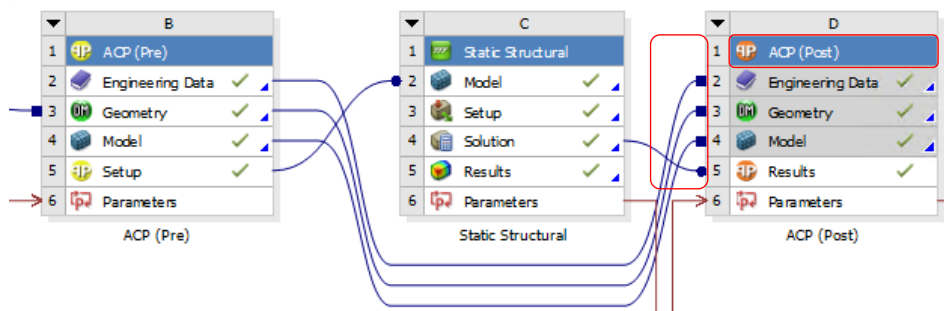 B
1 ACP (Pre)
2 Engineering Data
3 DM Geometry
4 Model
5 Setup
6 Parameters
ACP (Pre)
C
1 Static Structural
2 Model
3 Setup
4 Solution
5 Results
6 Parameters
Static Structural
D
1 ACP (Post)
2 Engineering Data
3 DM Geometry
4 Model
5 Results
6 Parameters
ACP (Post)